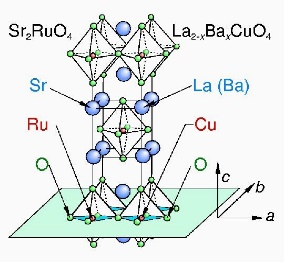 Sr₂RuO₄ La₂₋ₓBaₓCuO₄
Sr La (Ba)
Ru Cu
O O
c
b
a